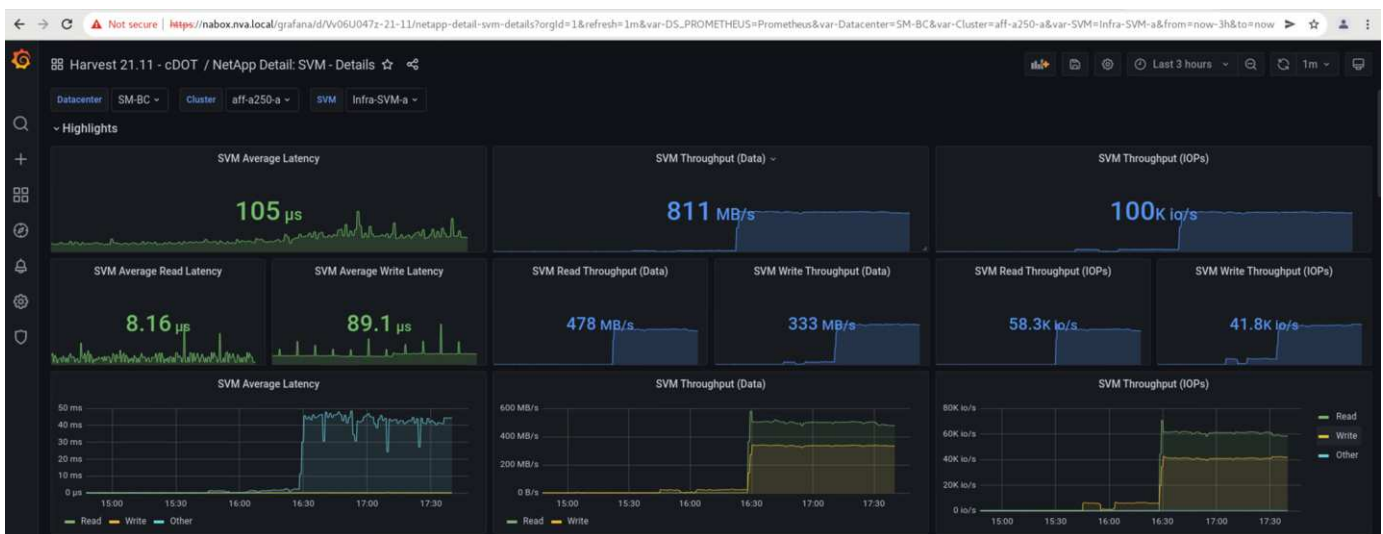 Not secure | https://nabox.nva.local/grafana/d/Vv06U047z-21-11/netapp-detail-svm-details?orgId=1&refresh=1m&var-DS_PROMETHEUS=Prometheus&var-Datacenter=SM-BC&var-Cluster=aff-a250-a&var-SVM=Infra-SVM-a&from=now-3h&to=now
Harvest 21.11 - cDOT / NetApp Detail: SVM - Details
Last 3 hours
1m
Datacenter SM-BC Cluster aff-a250-a SVM Infra-SVM-a
Highlights
SVM Average Latency
105 µs
SVM Throughput (Data)
811 MB/s
SVM Throughput (IOPs)
100K io/s
SVM Average Read Latency
8.16 µs
SVM Average Write Latency
89.1 µs
SVM Read Throughput (Data)
478 MB/s
SVM Write Throughput (Data)
333 MB/s
SVM Read Throughput (IOPs)
58.3K io/s
SVM Write Throughput (IOPs)
41.8K io/s
SVM Average Latency
50 ms
40 ms
30 ms
20 ms
10 ms
0 µs
15:00 15:30 16:00 16:30 17:00 17:30
Read Write Other
SVM Throughput (Data)
600 MB/s
400 MB/s
200 MB/s
0 B/s
15:00 15:30 16:00 16:30 17:00 17:30
Read Write
SVM Throughput (IOPs)
80K io/s
60K io/s
40K io/s
20K io/s
0 io/s
15:00 15:30 16:00 16:30 17:00 17:30
Read
Write
Other